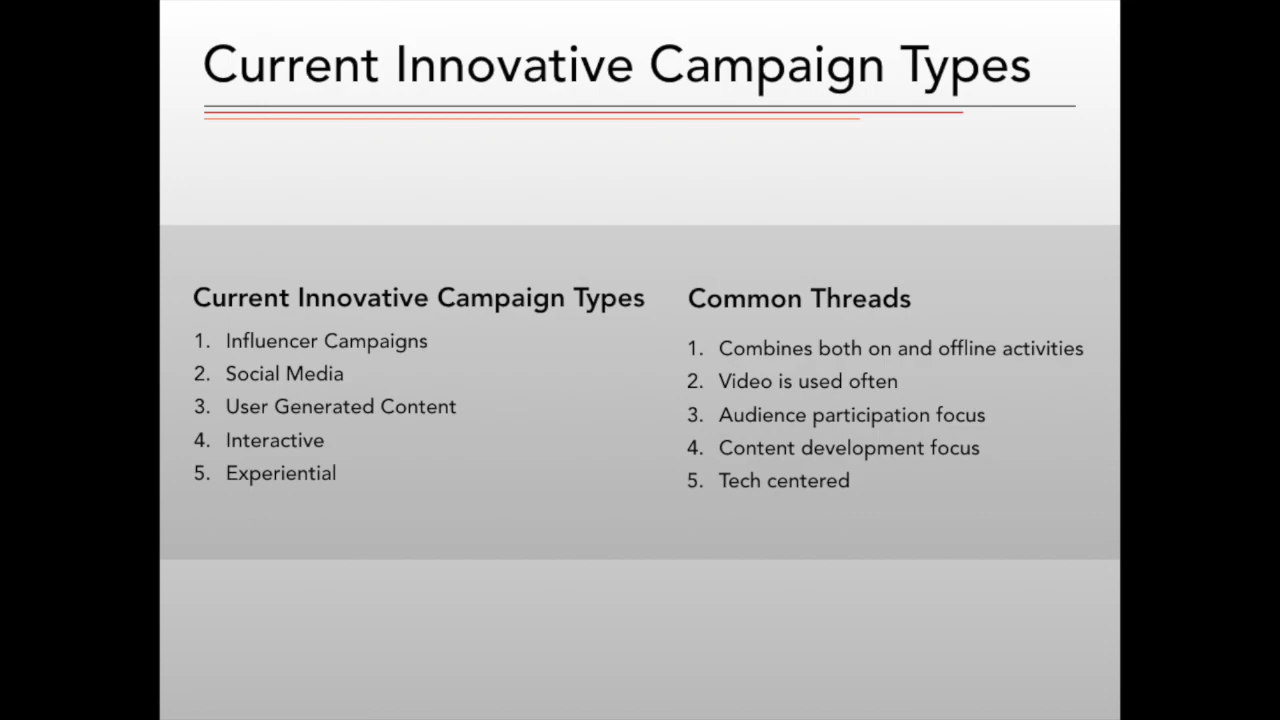 Current Innovative Campaign Types
Current Innovative Campaign Types
1. Influencer Campaigns
2. Social Media
3. User Generated Content
4. Interactive
5. Experiential
Common Threads
1. Combines both on and offline activities
2. Video is used often
3. Audience participation focus
4. Content development focus
5. Tech centered